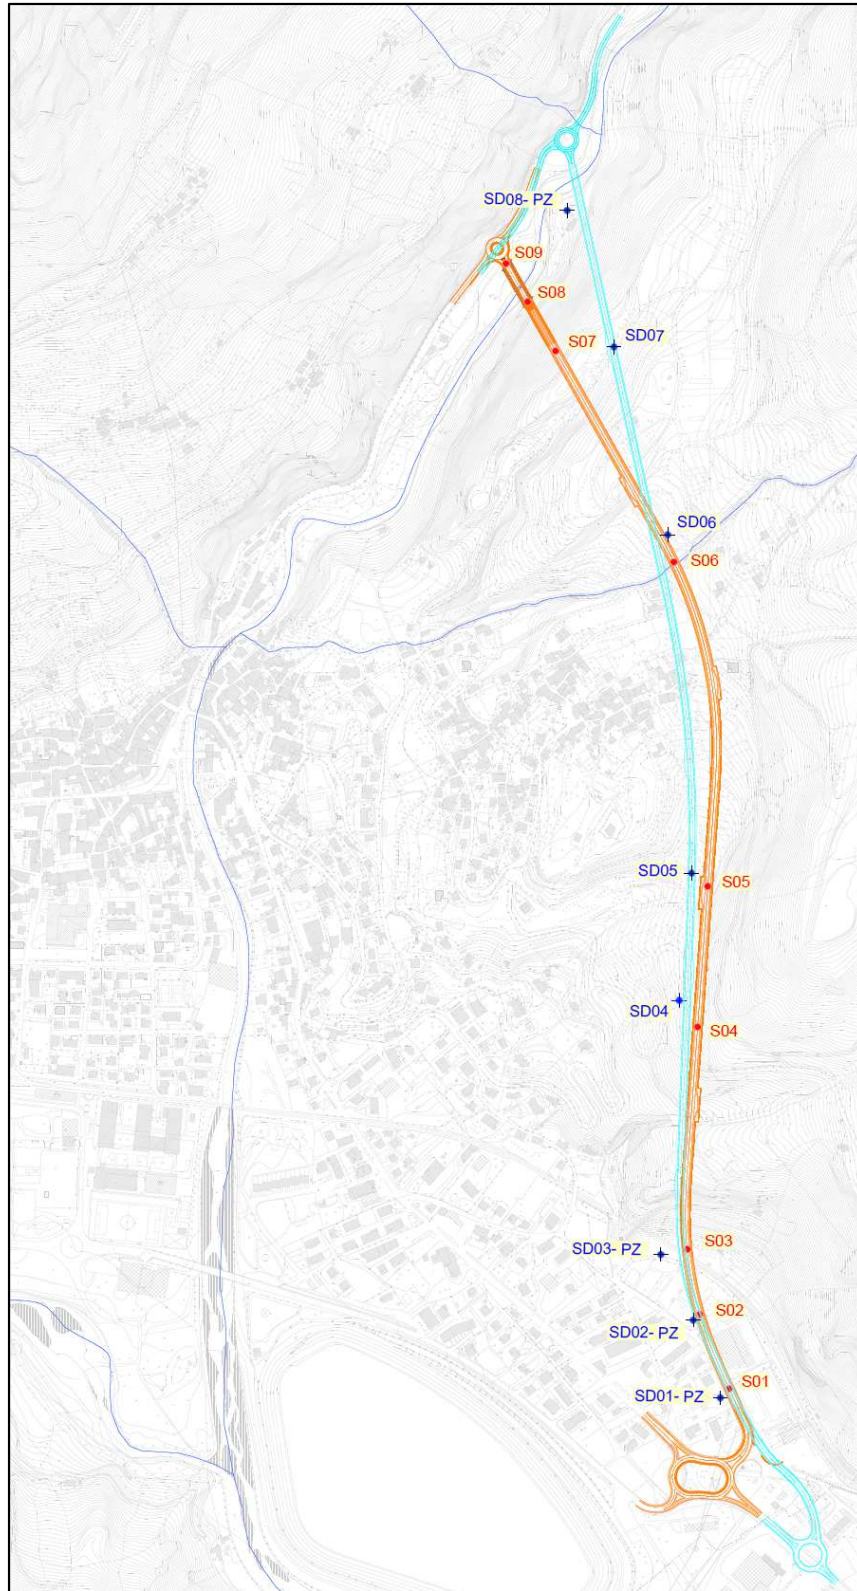 SD08- PZ
S09
S08
S07
SD07
SD06
S06
SD05
S05
SD04
S04
SD03- PZ
S03
S02
SD02- PZ
S01
SD01- PZ